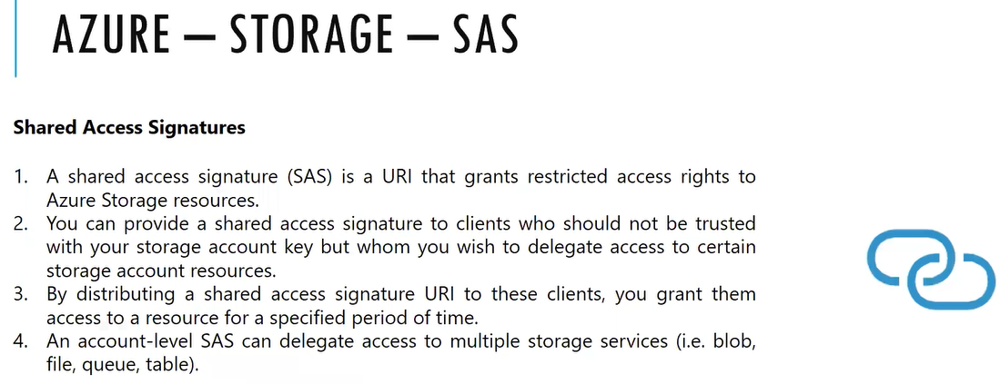 AZURE – STORAGE – SAS
Shared Access Signatures
1. A shared access signature (SAS) is a URI that grants restricted access rights to
Azure Storage resources.
2. You can provide a shared access signature to clients who should not be trusted
with your storage account key but whom you wish to delegate access to certain
storage account resources.
3. By distributing a shared access signature URI to these clients, you grant them
access to a resource for a specified period of time.
4. An account-level SAS can delegate access to multiple storage services (i.e. blob,
file, queue, table).